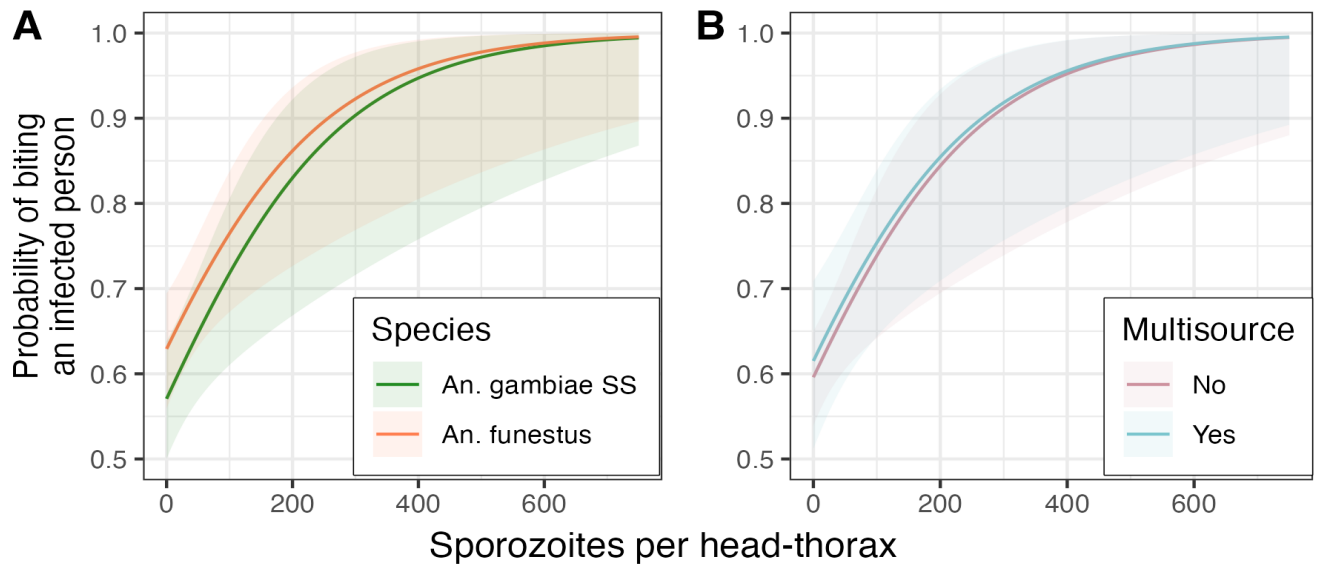 A
B
Probability of biting
an infected person
1.0
0.9
0.8
0.7
0.6
0.5
Species
An. gambiae SS
An. funestus
0
200
400
600
1.0
0.9
0.8
0.7
0.6
0.5
Multisource
No
Yes
0
200
400
600
Sporozoites per head-thorax